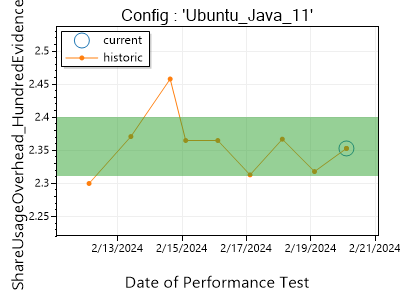 Config : 'Ubuntu_Java_11'
ShareUsageOverhead_HundredEvidence
current
historic
2.5
2.45
2.4
2.35
2.3
2.25
2/13/2024
2/15/2024
2/17/2024
2/19/2024
2/21/2024
Date of Performance Test